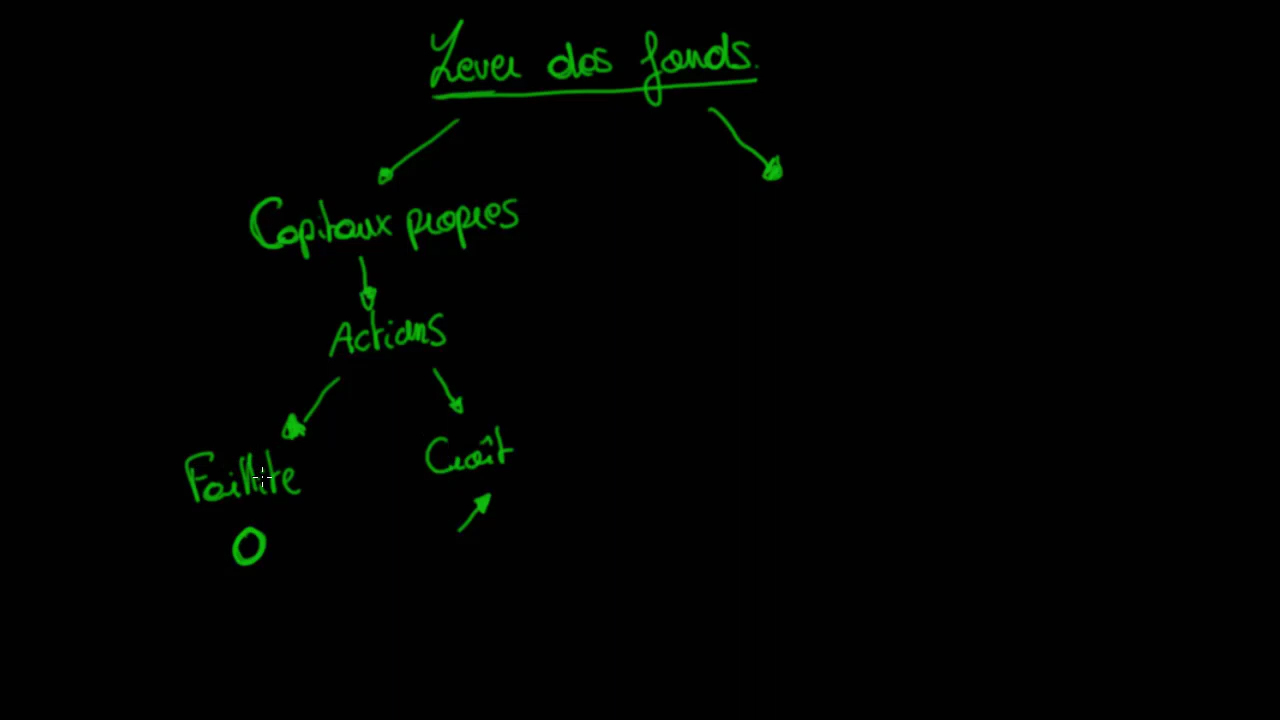 Lever des fonds.
Capitaux propres
Actions
Faillite
Croît
0